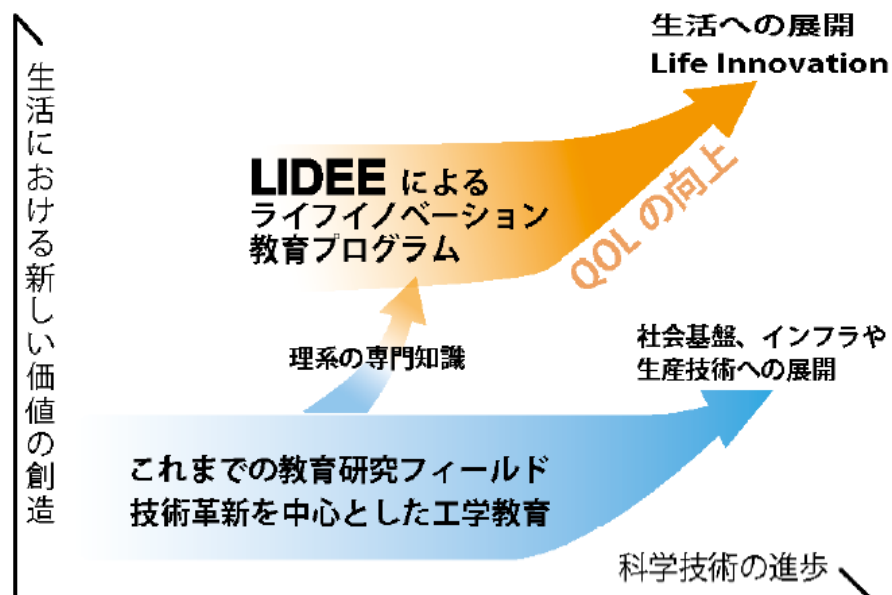 生活における新しい価値の創造
生活への展開
Life Innovation
LIDEE による
ライフイノベーション
教育プログラム
QOL の向上
理系の専門知識
社会基盤、インフラや
生産技術への展開
これまでの教育研究フィールド
技術革新を中心とした工学教育
科学技術の進歩